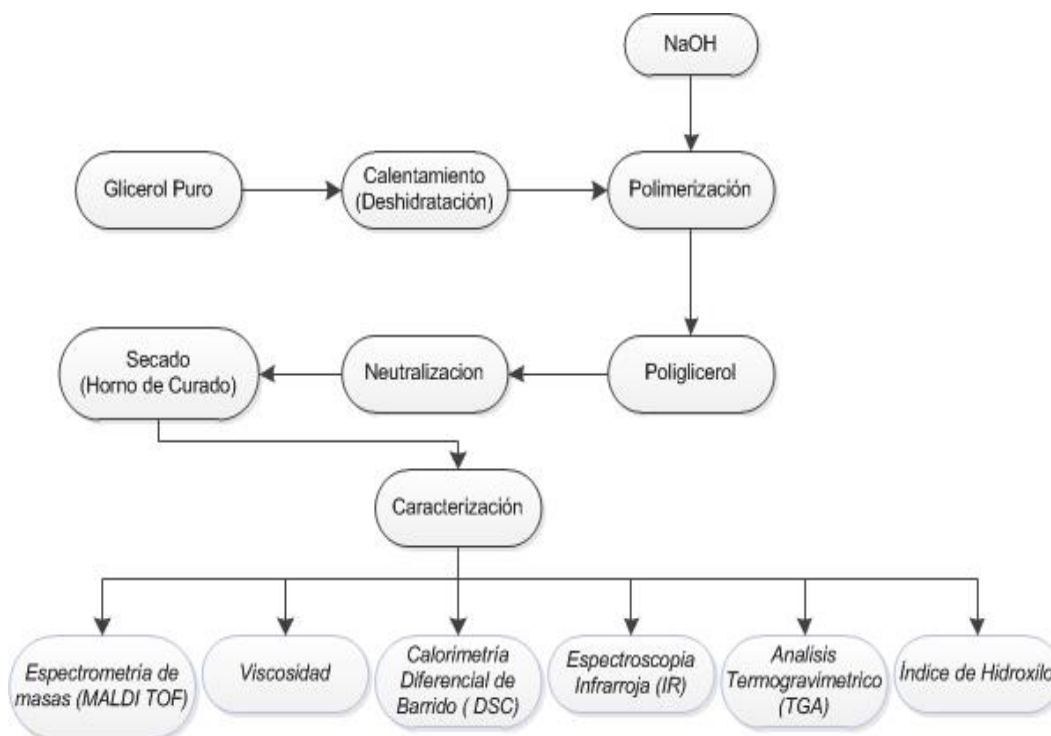 NaOH
Glicerol Puro
Calentamiento
(Deshidratación)
Polimerización
Secado
(Horno de Curado)
Neutralizacion
Poliglicerol
Caracterización
Espectrometría de
masas (MALDI TOF)
Viscosidad
Calorimetría
Diferencial de
Barrido ( DSC)
Espectroscopia
Infrarroja (IR)
Analisis
Termogravimetrico
(TGA)
Índice de Hidroxilo